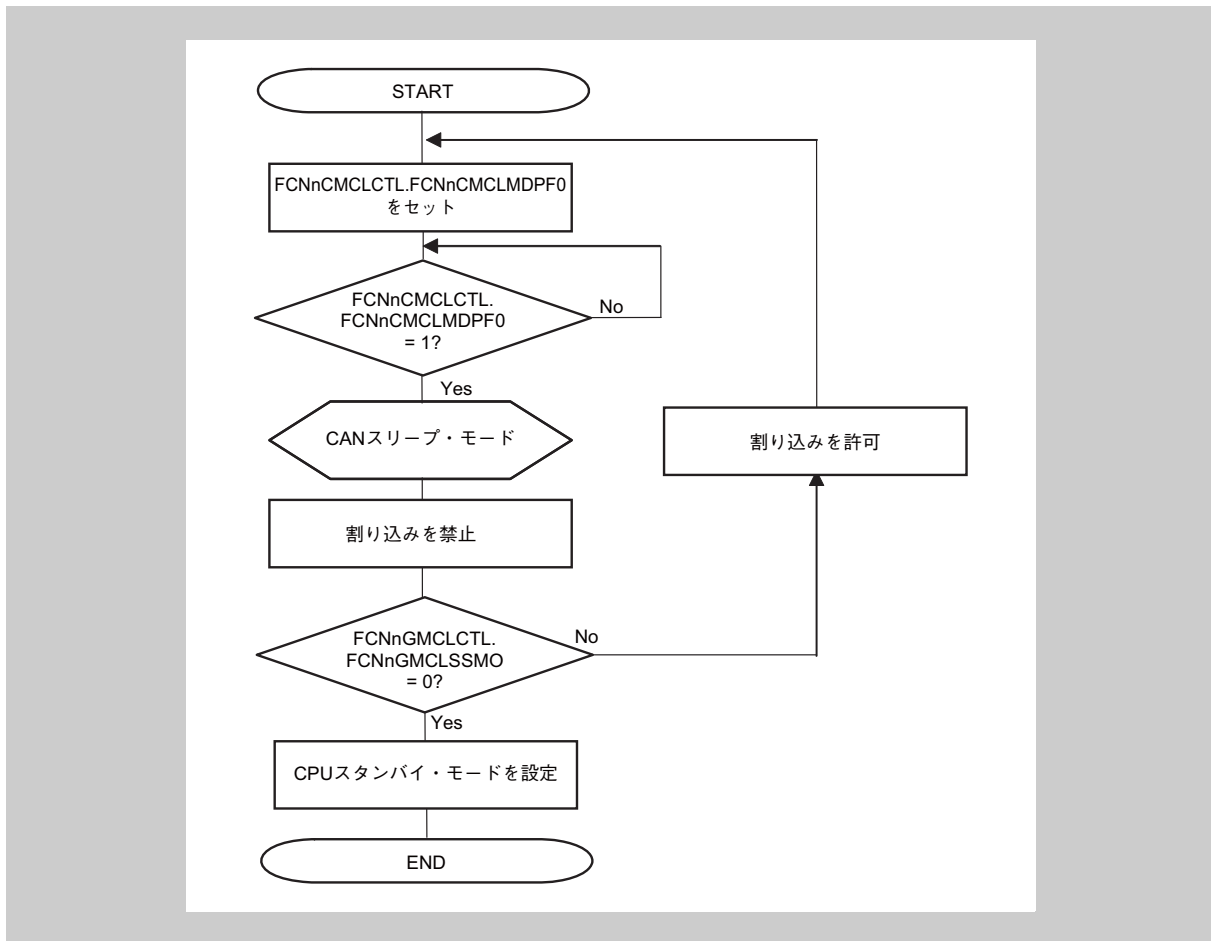 START
FCNnCMCLCTL.FCNnCMCLMDPF0
をセット
FCNnCMCLCTL.
FCNnCMCLMDPF0
= 1?
No
Yes
CANスリープ・モード
割り込みを許可
割り込みを禁止
FCNnGMCLCTL.
FCNnGMCLSSMO
= 0?
No
Yes
CPUスタンバイ・モードを設定
END